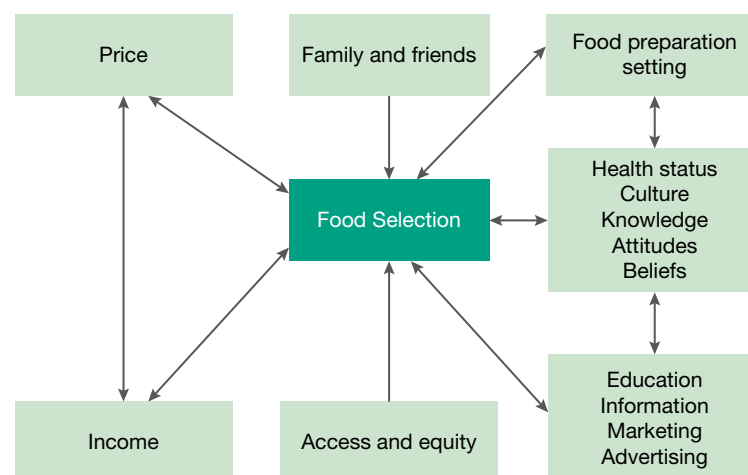 Price
Family and friends
Food preparation
setting
Health status
Culture
Knowledge
Attitudes
Beliefs
Food Selection
Income
Access and equity
Education
Information
Marketing
Advertising